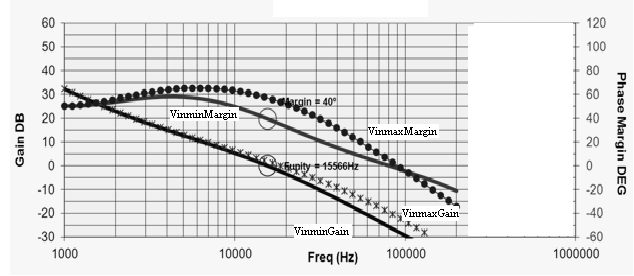 60
50
40
30
20
10
0
-10
-20
-30
Gain DB
120
100
80
60
40
20
0
-20
-40
-60
Phase Margin DEG
Margin = 40°
VinminMargin
VinmaxMargin
Funity = 15566Hz
VinmaxGain
VinminGain
1000
10000
100000
1000000
Freq (Hz)